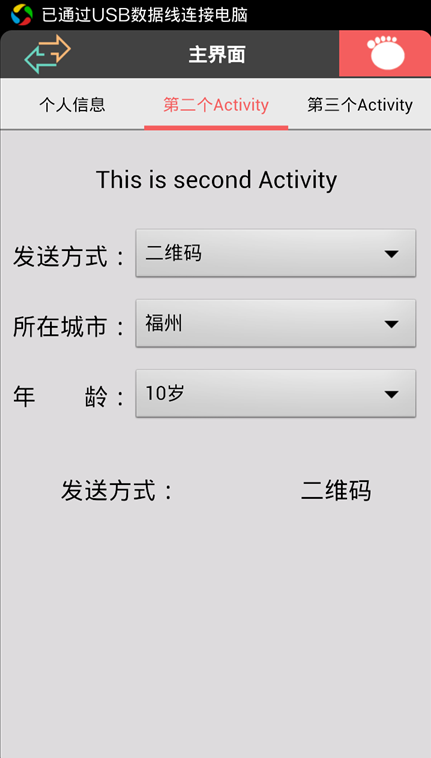 已通过USB数据线连接电脑
主界面
个人信息 第二个Activity 第三个Activity
This is second Activity
发送方式： 二维码
所在城市： 福州
年 龄： 10岁
发送方式： 二维码